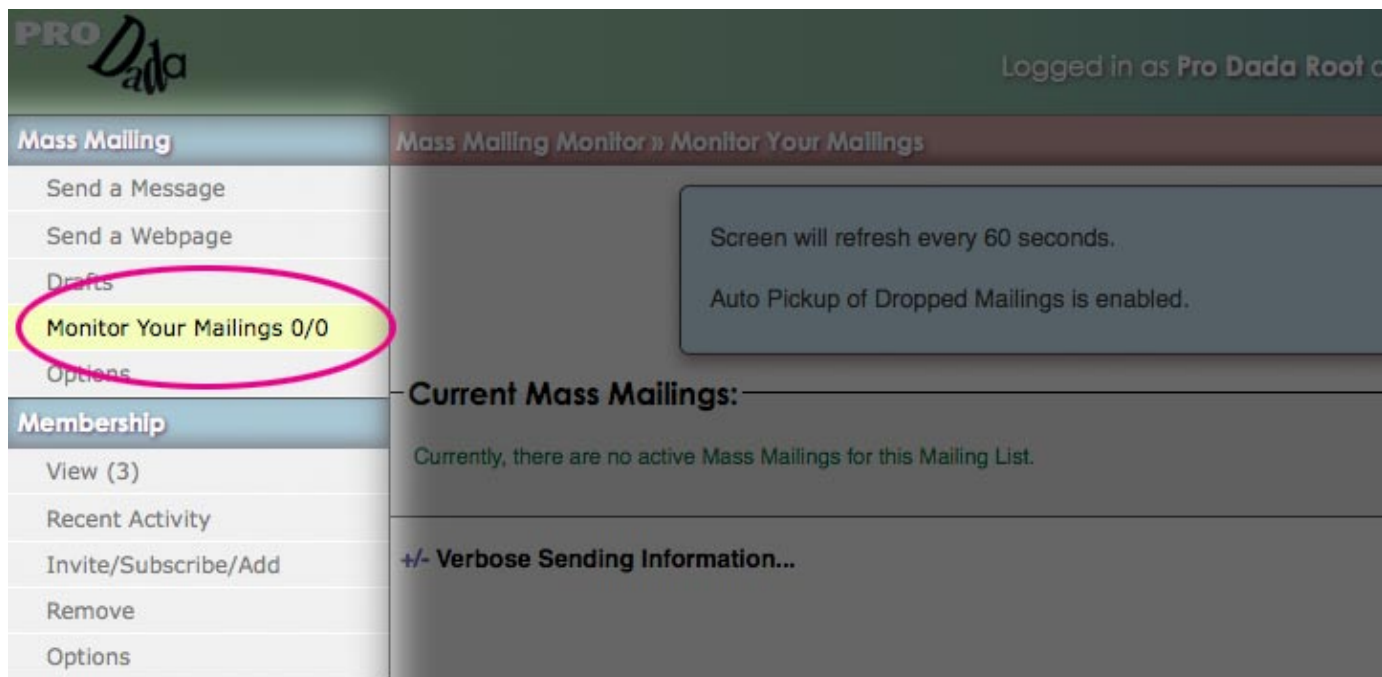 PRO Dada
Logged in as Pro Dada Root
Mass Mailing
Send a Message
Send a Webpage
Drafts
Monitor Your Mailings 0/0
Options
Membership
View (3)
Recent Activity
Invite/Subscribe/Add
Remove
Options
Mass Mailing Monitor » Monitor Your Mailings
Screen will refresh every 60 seconds.
Auto Pickup of Dropped Mailings is enabled.
Current Mass Mailings:
Currently, there are no active Mass Mailings for this Mailing List.
+/- Verbose Sending Information...